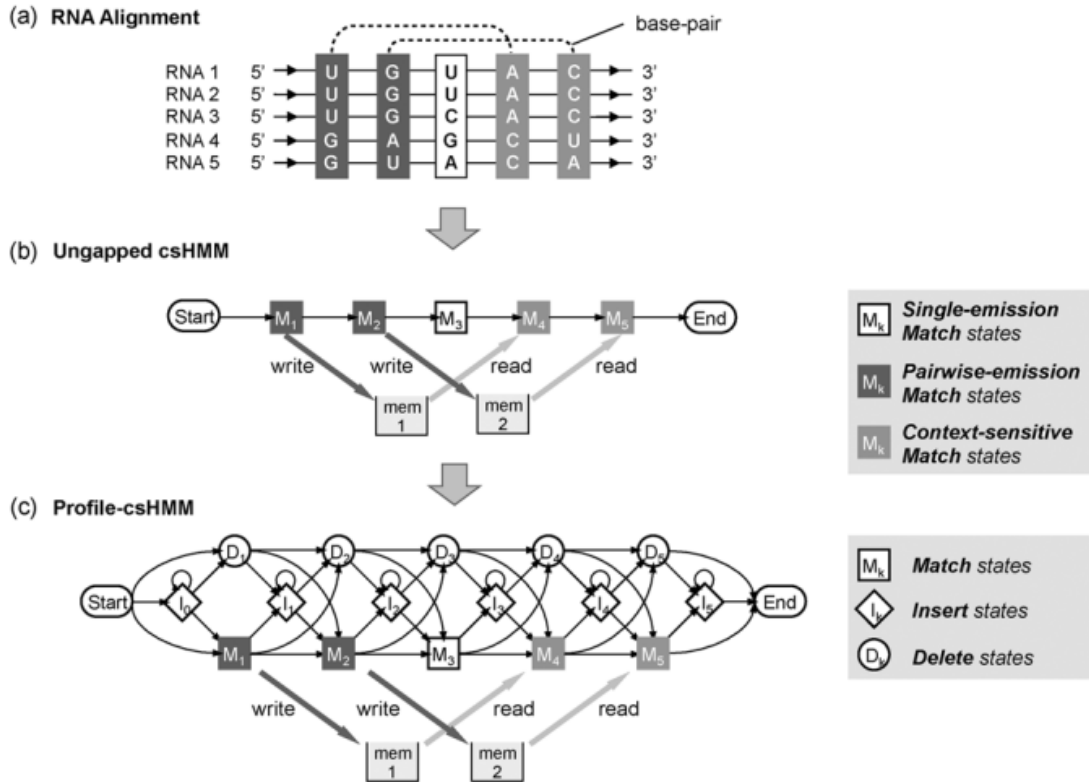 (a) RNA Alignment
base-pair
RNA 1 5' U G U A C 3'
RNA 2 5' U G U A C 3'
RNA 3 5' U G C A C 3'
RNA 4 5' G A G C U 3'
RNA 5 5' G U A C A 3'
(b) Ungapped csHMM
Start M1 M2 M3 M4 M5 End
write write read read
mem 1 mem 2
Mk Single-emission
Match states
Mk Pairwise-emission
Match states
Mk Context-sensitive
Match states
(c) Profile-csHMM
D1 D2 D3 D4 D5
Start I0 I1 I2 I3 I4 I5 End
M1 M2 M3 M4 M5
write write read read
mem 1 mem 2
Mk Match states
Ik Insert states
Dk Delete states